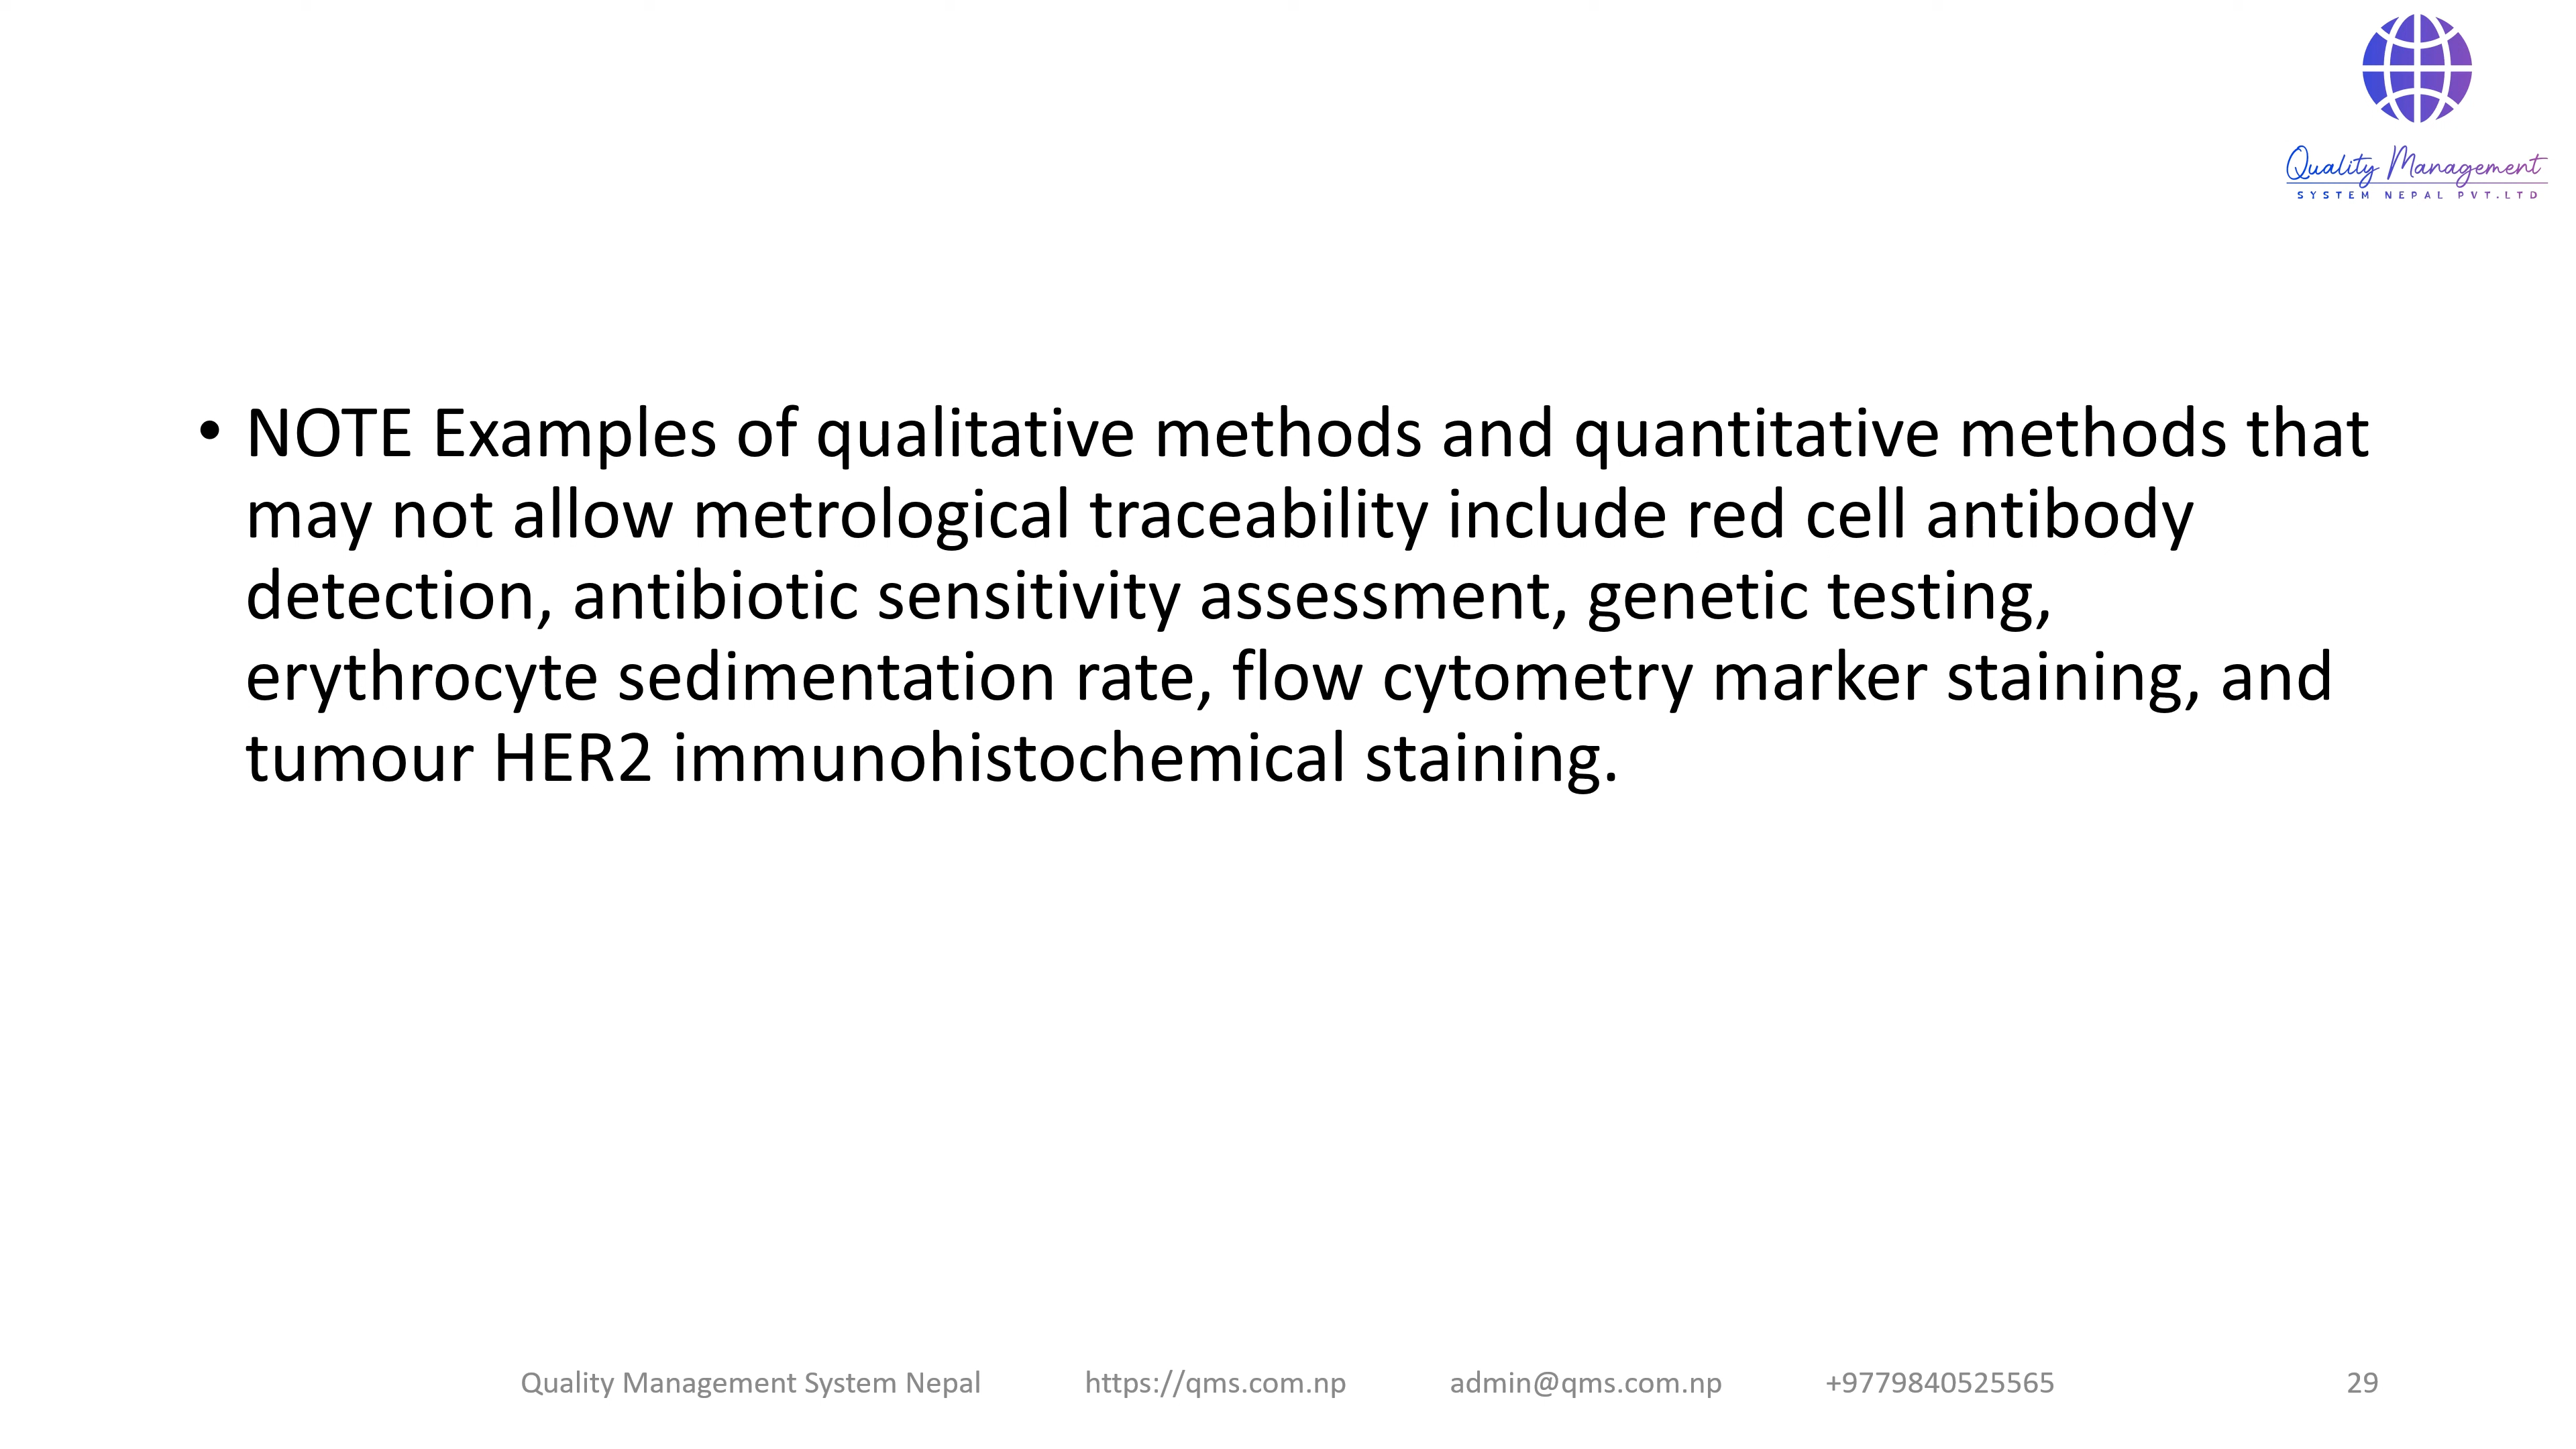 Quality Management
SYSTEM NEPAL PVT.LTD
• NOTE Examples of qualitative methods and quantitative methods that
may not allow metrological traceability include red cell antibody
detection, antibiotic sensitivity assessment, genetic testing,
erythrocyte sedimentation rate, flow cytometry marker staining, and
tumour HER2 immunohistochemical staining.
Quality Management System Nepal https://qms.com.np admin@qms.com.np +9779840525565 29